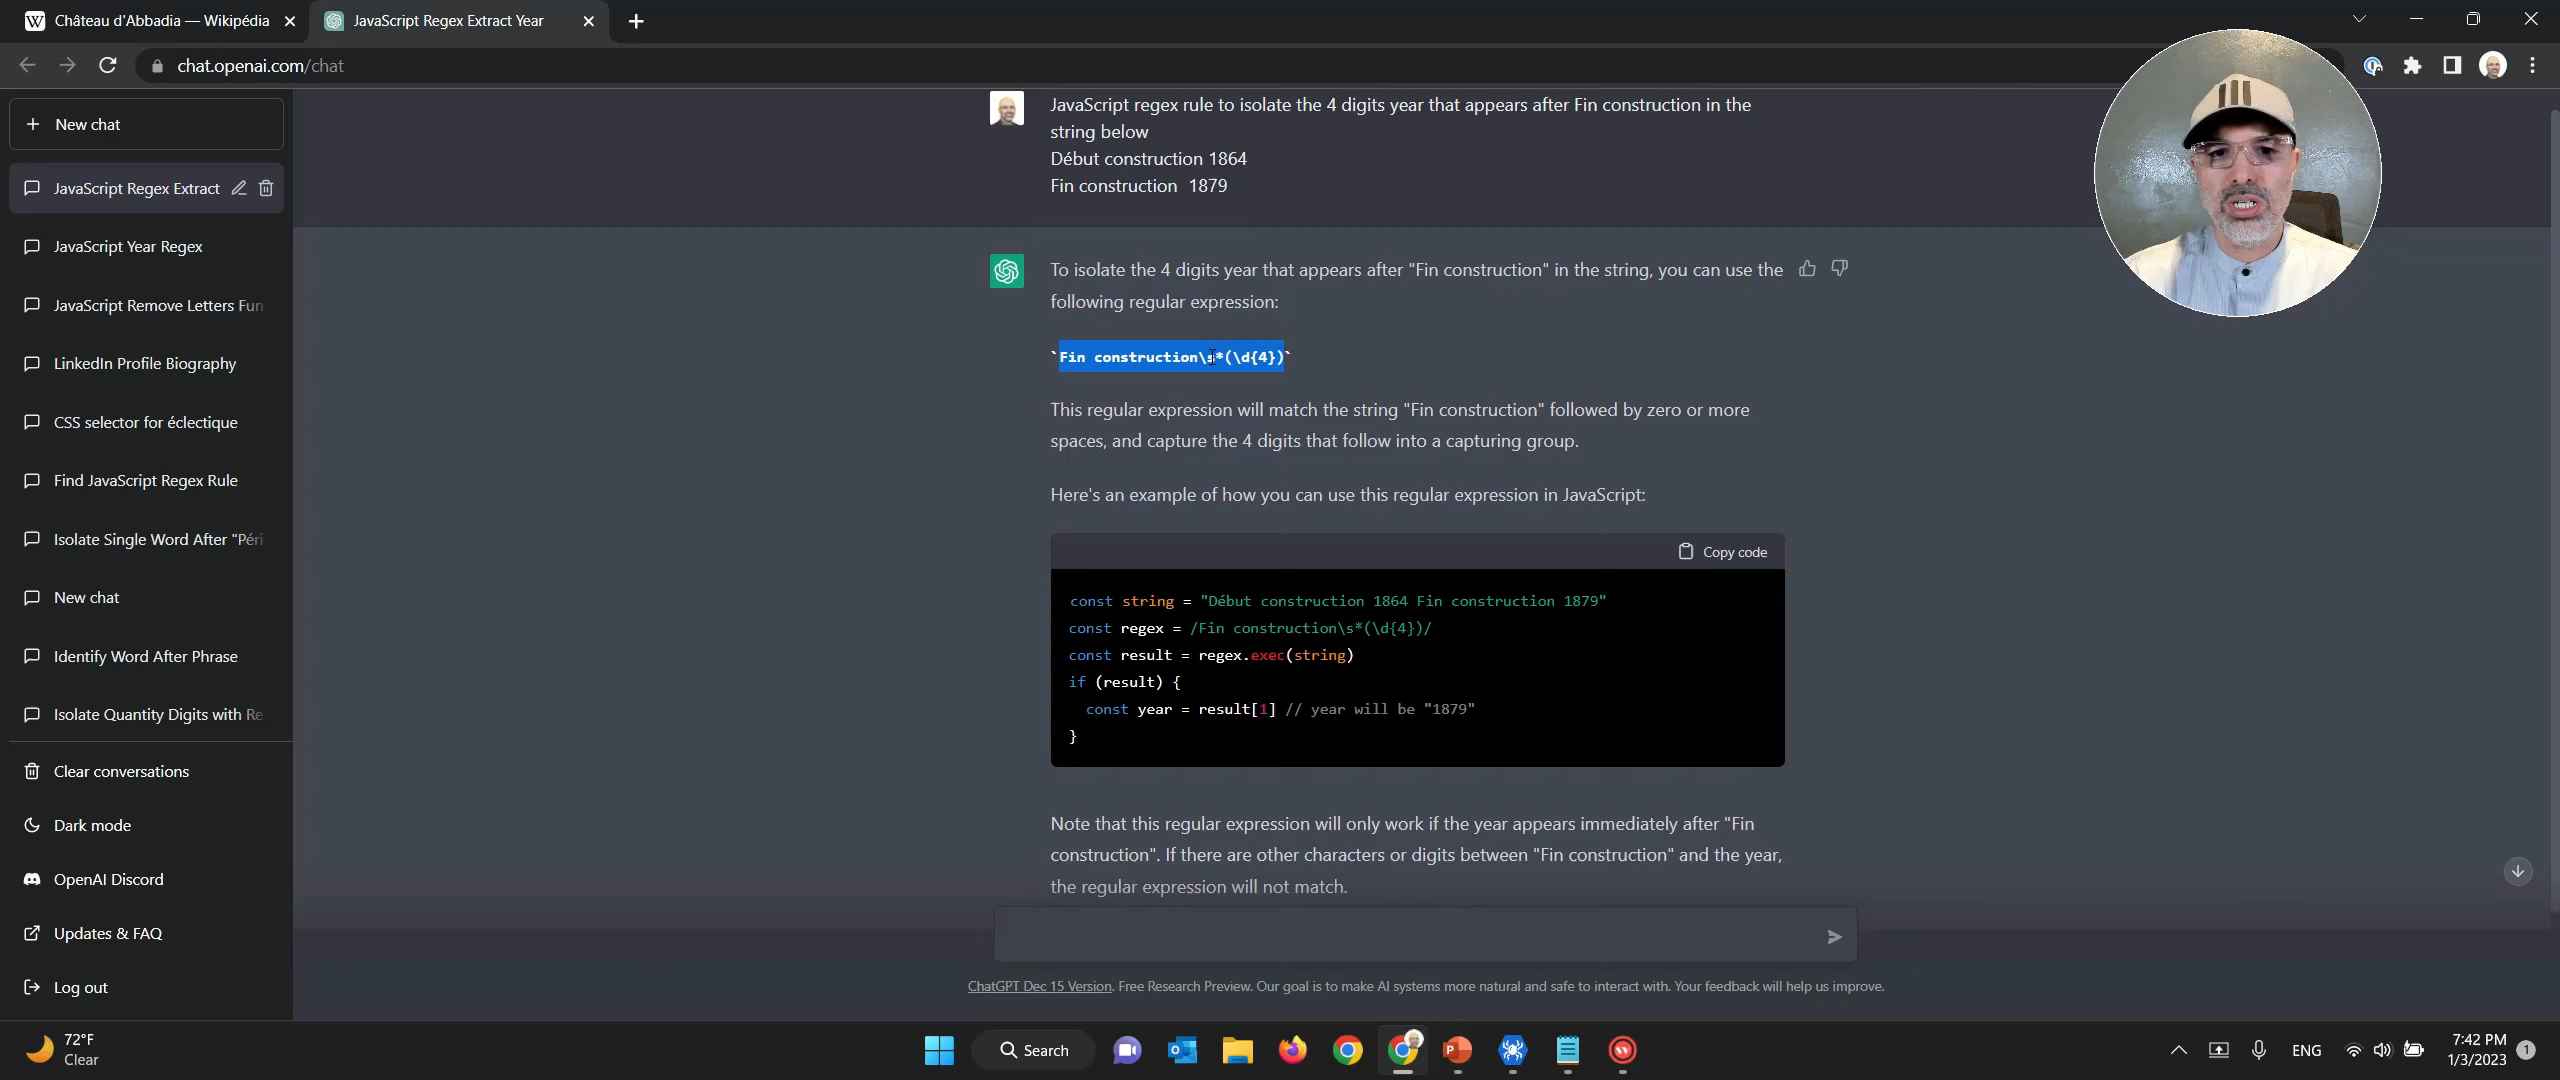 Château d'Abbadia — Wikipédia
JavaScript Regex Extract Year
chat.openai.com/chat
New chat
JavaScript Regex Extract
JavaScript Year Regex
JavaScript Remove Letters Fun
LinkedIn Profile Biography
CSS selector for éclectique
Find JavaScript Regex Rule
Isolate Single Word After "Péri
New chat
Identify Word After Phrase
Isolate Quantity Digits with Re
Clear conversations
Dark mode
OpenAI Discord
Updates & FAQ
Log out
JavaScript regex rule to isolate the 4 digits year that appears after Fin construction in the
string below
Début construction 1864
Fin construction  1879
To isolate the 4 digits year that appears after "Fin construction" in the string, you can use the
following regular expression:
`Fin construction\s*(\d{4})`
This regular expression will match the string "Fin construction" followed by zero or more
spaces, and capture the 4 digits that follow into a capturing group.
Here's an example of how you can use this regular expression in JavaScript:
Copy code
const string = "Début construction 1864 Fin construction 1879"
const regex = /Fin construction\s*(\d{4})/
const result = regex.exec(string)
if (result) {
  const year = result[1] // year will be "1879"
}
Note that this regular expression will only work if the year appears immediately after "Fin
construction". If there are other characters or digits between "Fin construction" and the year,
the regular expression will not match.
ChatGPT Dec 15 Version. Free Research Preview. Our goal is to make AI systems more natural and safe to interact with. Your feedback will help us improve.
72°F
Clear
Search
ENG
7:42 PM
1/3/2023
1